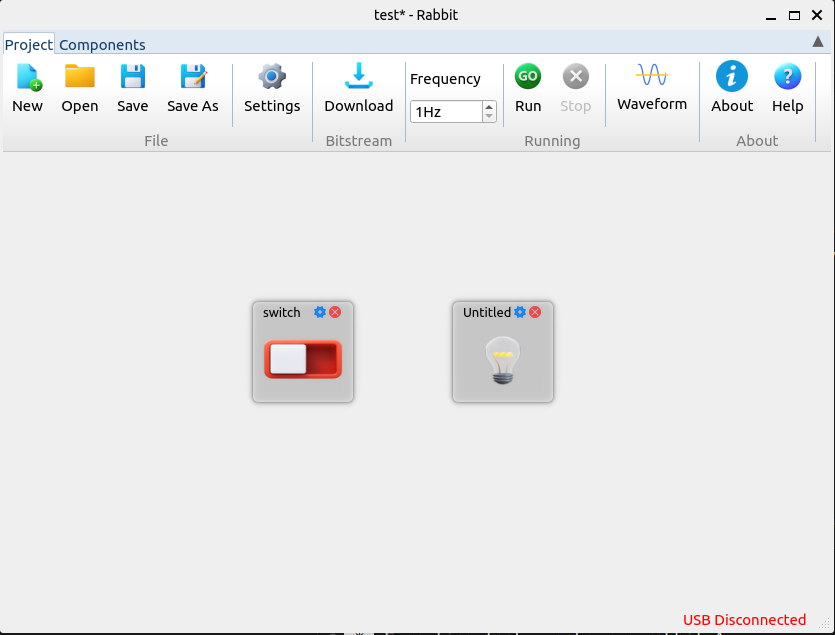 test* - Rabbit
Project Components
New Open Save Save As Settings Download Frequency 1Hz GO Run Stop Waveform i About ? Help
File Bitstream Running About
switch Untitled
USB Disconnected